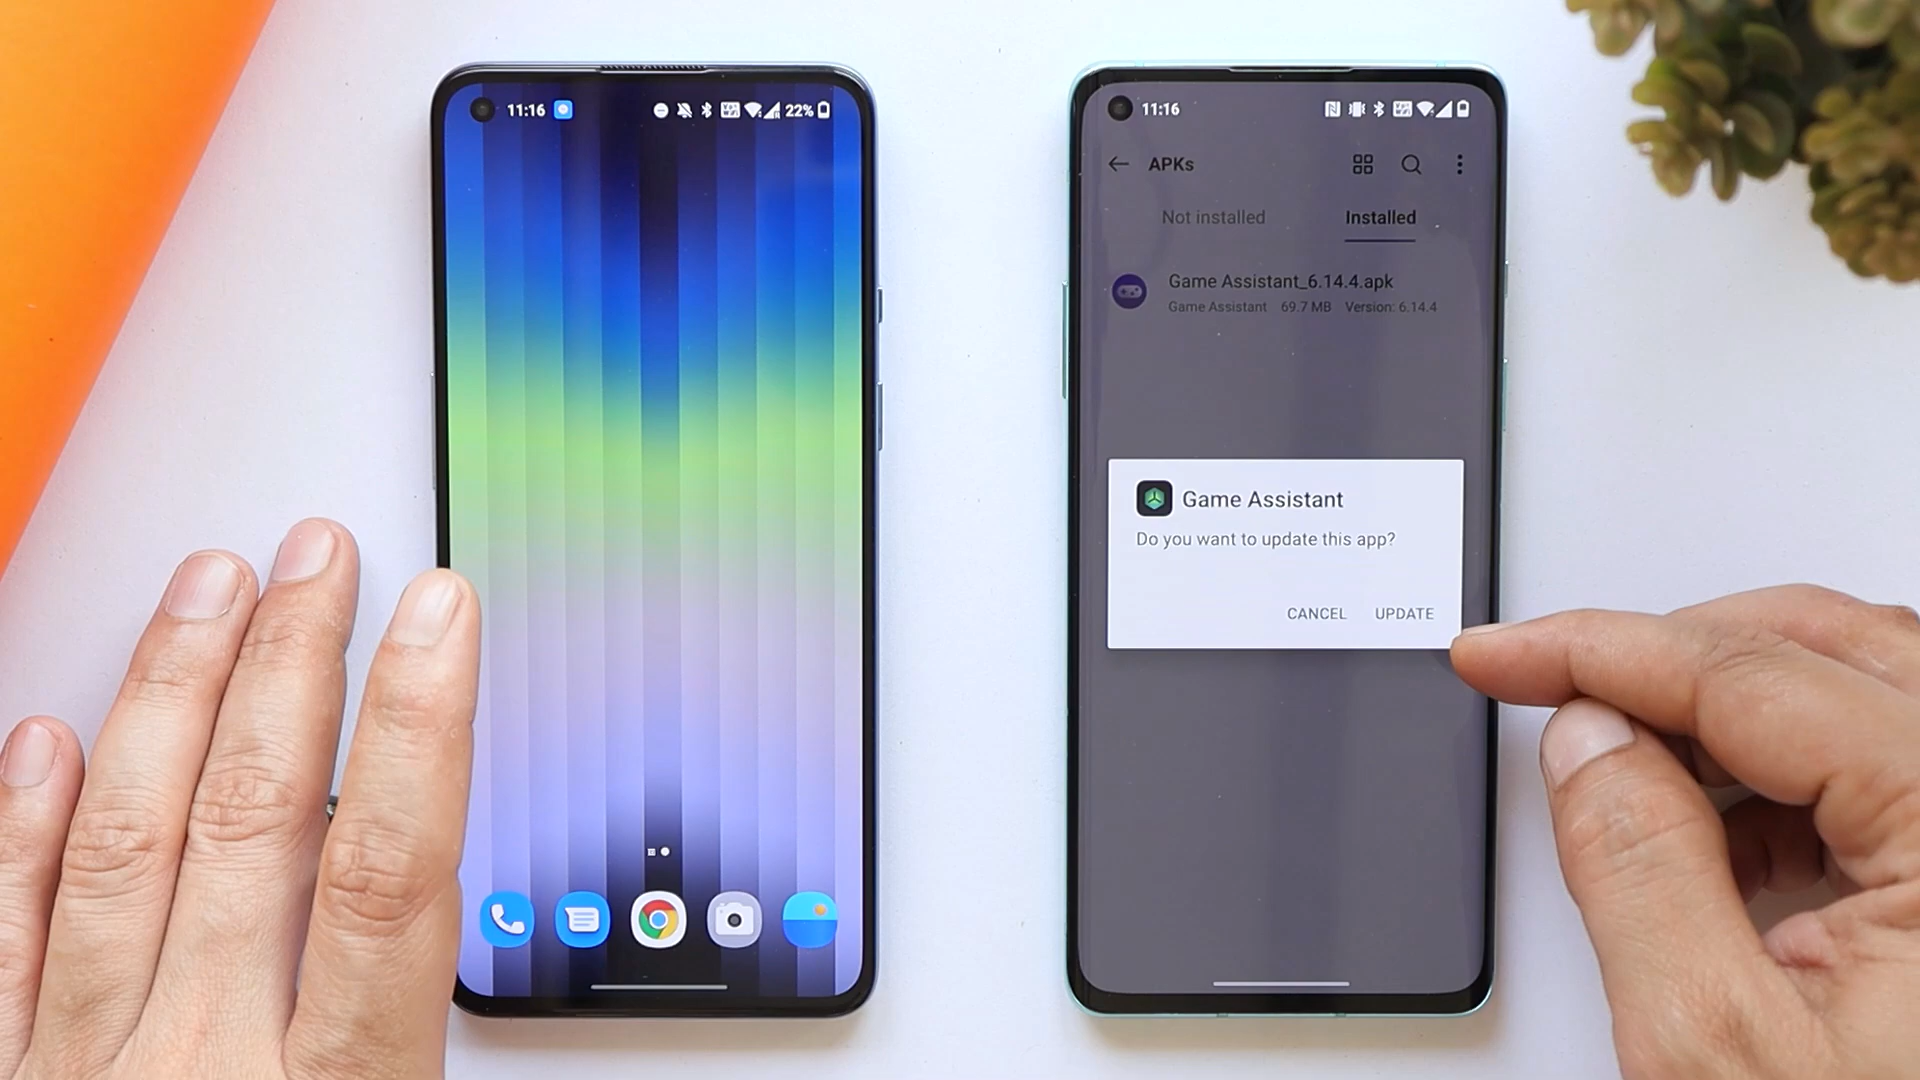 11:16
22%
11:16
APKs
Not installed
Installed
Game Assistant_6.14.4.apk
Game Assistant 69.7 MB Version: 6.14.4
Game Assistant
Do you want to update this app?
CANCEL UPDATE